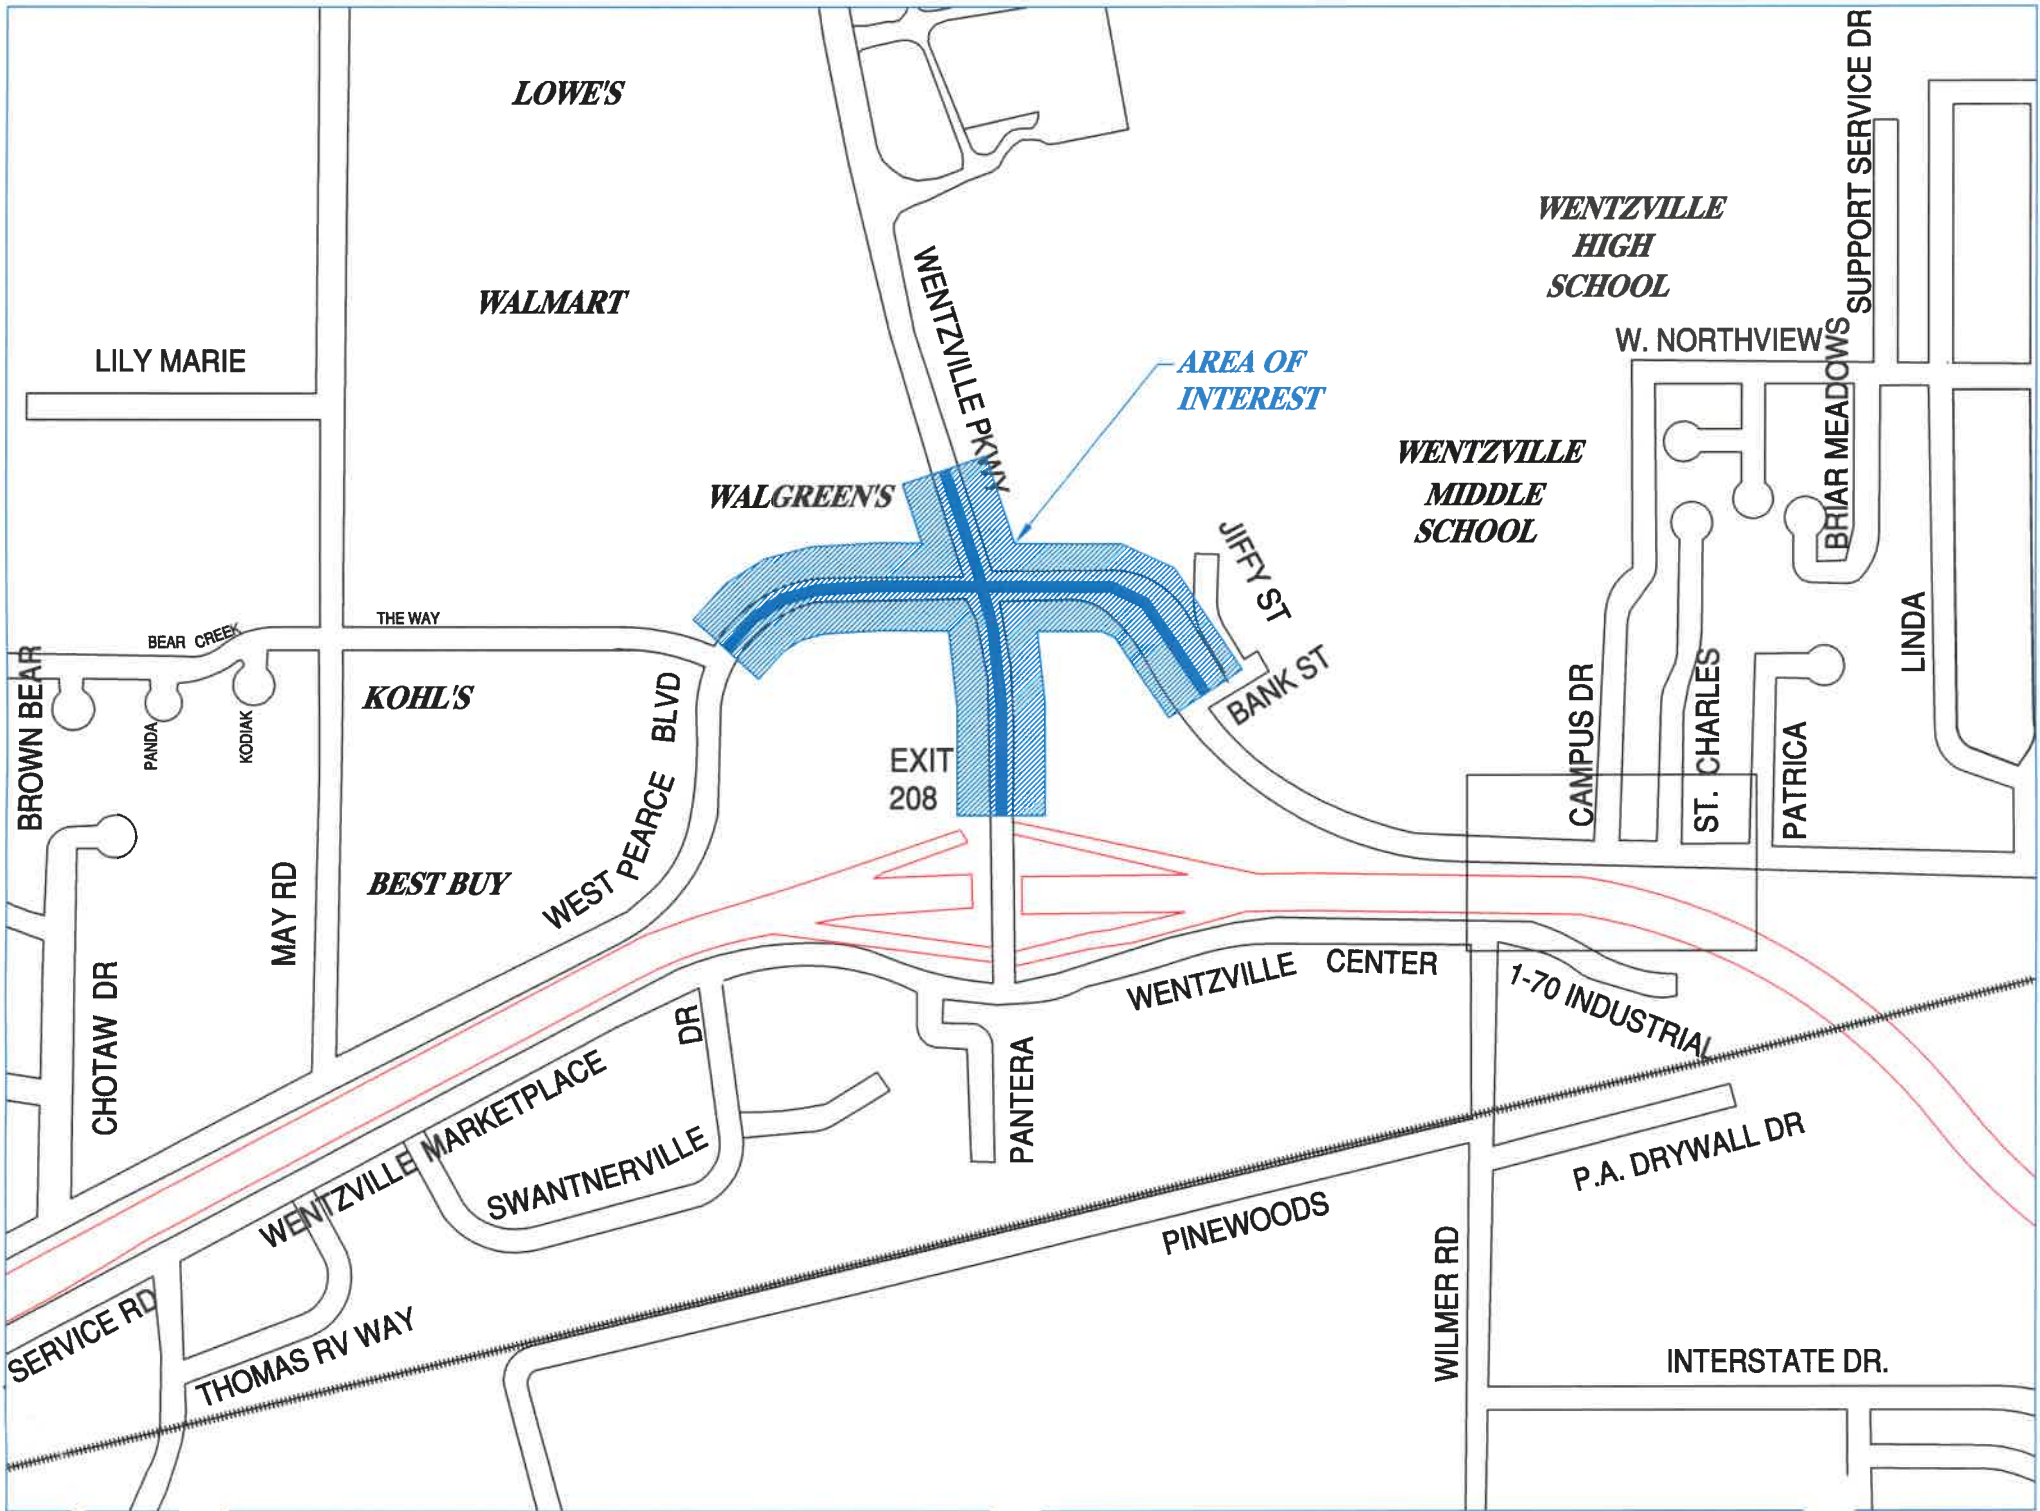 LOWE'S
SUPPORT SERVICE DR
WENTZVILLE
HIGH
SCHOOL
WALMART
WENTZVILLE PKWY
W. NORTHVIEW
LILY MARIE
AREA OF
INTEREST
BRIAR MEADOWS
WENTZVILLE
MIDDLE
SCHOOL
WALGREEN'S
JIFFY ST
THE WAY
BEAR CREEK
LINDA
BANK ST
BROWN BEAR
KOHL'S
PANDA
KODIAK
WEST PEARCE BLVD
EXIT
208
CAMPUS DR
ST. CHARLES
PATRICA
BEST BUY
MAY RD
CHOTAW DR
WENTZVILLE CENTER
1-70 INDUSTRIAL
WENTZVILLE MARKETPLACE DR
PANTERA
SWANTNERVILLE
P.A. DRYWALL DR
PINEWOODS
WILMER RD
SERVICE RD
THOMAS RV WAY
INTERSTATE DR.